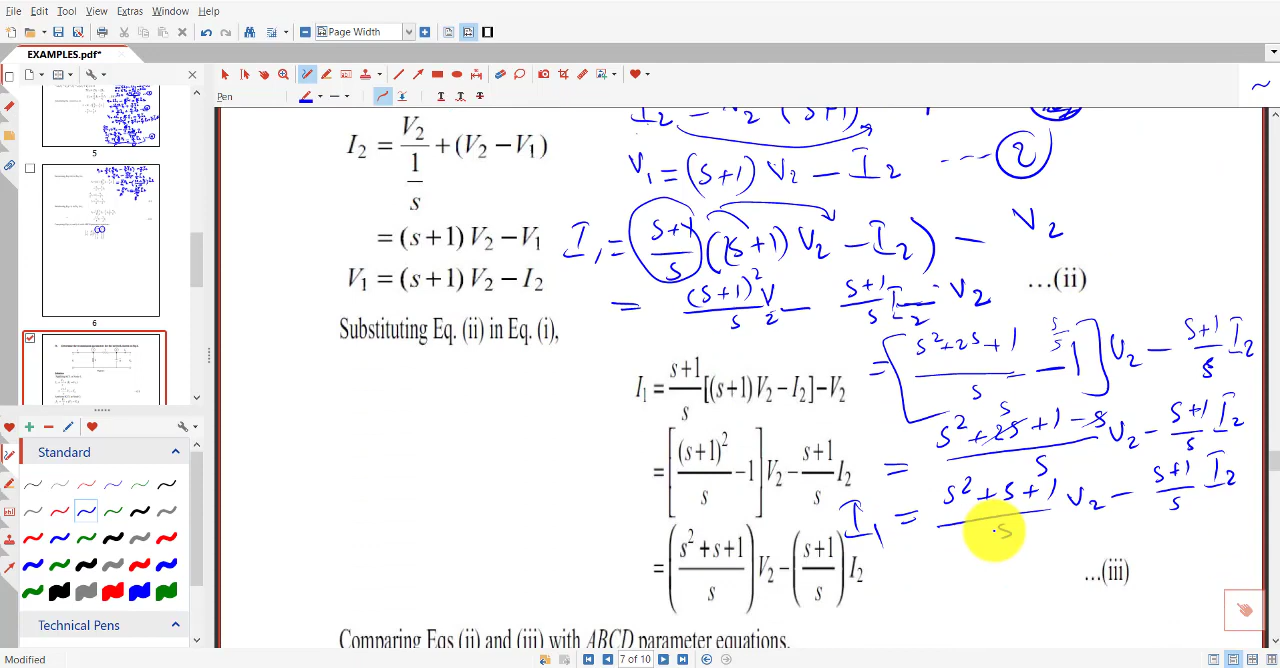 File Edit Tool View Extras Window Help
Page Width
EXAMPLES.pdf*
Pen
5
6
I₂ = V₂/(1/s) + (V₂ − V₁)
= (s+1) V₂ − V₁
V₁ = (s+1) V₂ − I₂ …(ii)
Substituting Eq. (ii) in Eq. (i),
I₁ = (s+1)/s [(s+1)V₂ − I₂] − V₂
= [(s+1)²/s − 1] V₂ − (s+1)/s I₂
= ((s²+s+1)/s) V₂ − ((s+1)/s) I₂ …(iii)
Comparing Eqs (ii) and (iii) with ABCD parameter equations,
V₁ = (s+1) V₂ − I₂ ---- ②
I₁ = (s+1)/s ((s+1) V₂ − I₂) − V₂
= (s+1)²/s V₂ − (s+1)/s I₂ − V₂
= [(s²+2s+1)/s − 1] V₂ − (s+1)/s I₂
= (s²+2s+1−s)/s V₂ − (s+1)/s I₂
I₁ = (s²+s+1)/s V₂ − (s+1)/s I₂
Standard
Technical Pens
Modified
7 of 10